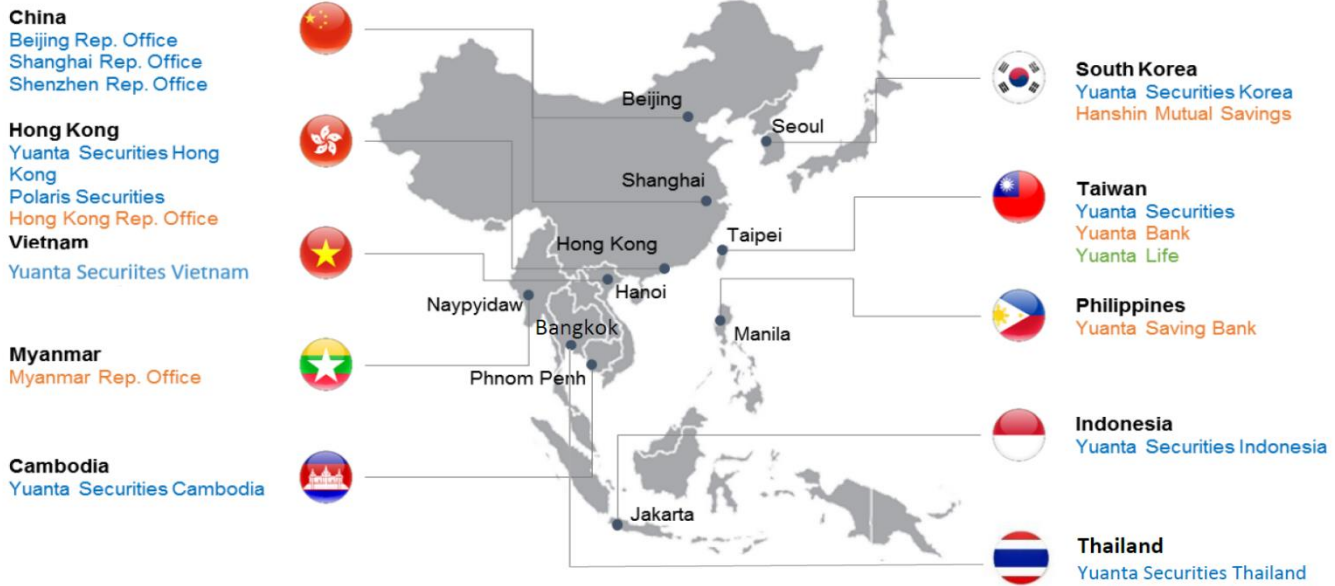 China
Beijing Rep. Office
Shanghai Rep. Office
Shenzhen Rep. Office
Hong Kong
Yuanta Securities Hong
Kong
Polaris Securities
Hong Kong Rep. Office
Vietnam
Yuanta Securiites Vietnam
Myanmar
Myanmar Rep. Office
Cambodia
Yuanta Securities Cambodia
Beijing
Seoul
Shanghai
Taipei
Hong Kong
Hanoi
Naypyidaw
Bangkok
Manila
Phnom Penh
Jakarta
South Korea
Yuanta Securities Korea
Hanshin Mutual Savings
Taiwan
Yuanta Securities
Yuanta Bank
Yuanta Life
Philippines
Yuanta Saving Bank
Indonesia
Yuanta Securities Indonesia
Thailand
Yuanta Securities Thailand